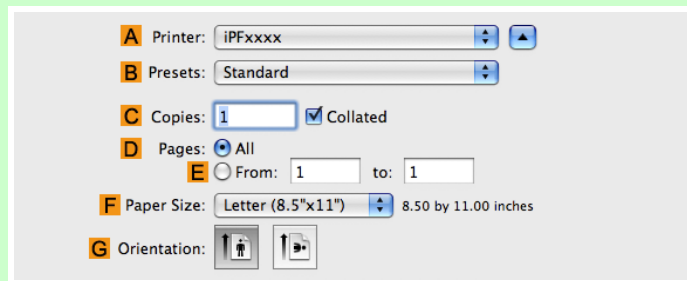 A Printer: iPFxxxx
B Presets: Standard
C Copies: 1 Collated
D Pages: All
E From: 1 to: 1
F Paper Size: Letter (8.5"x11") 8.50 by 11.00 inches
G Orientation: